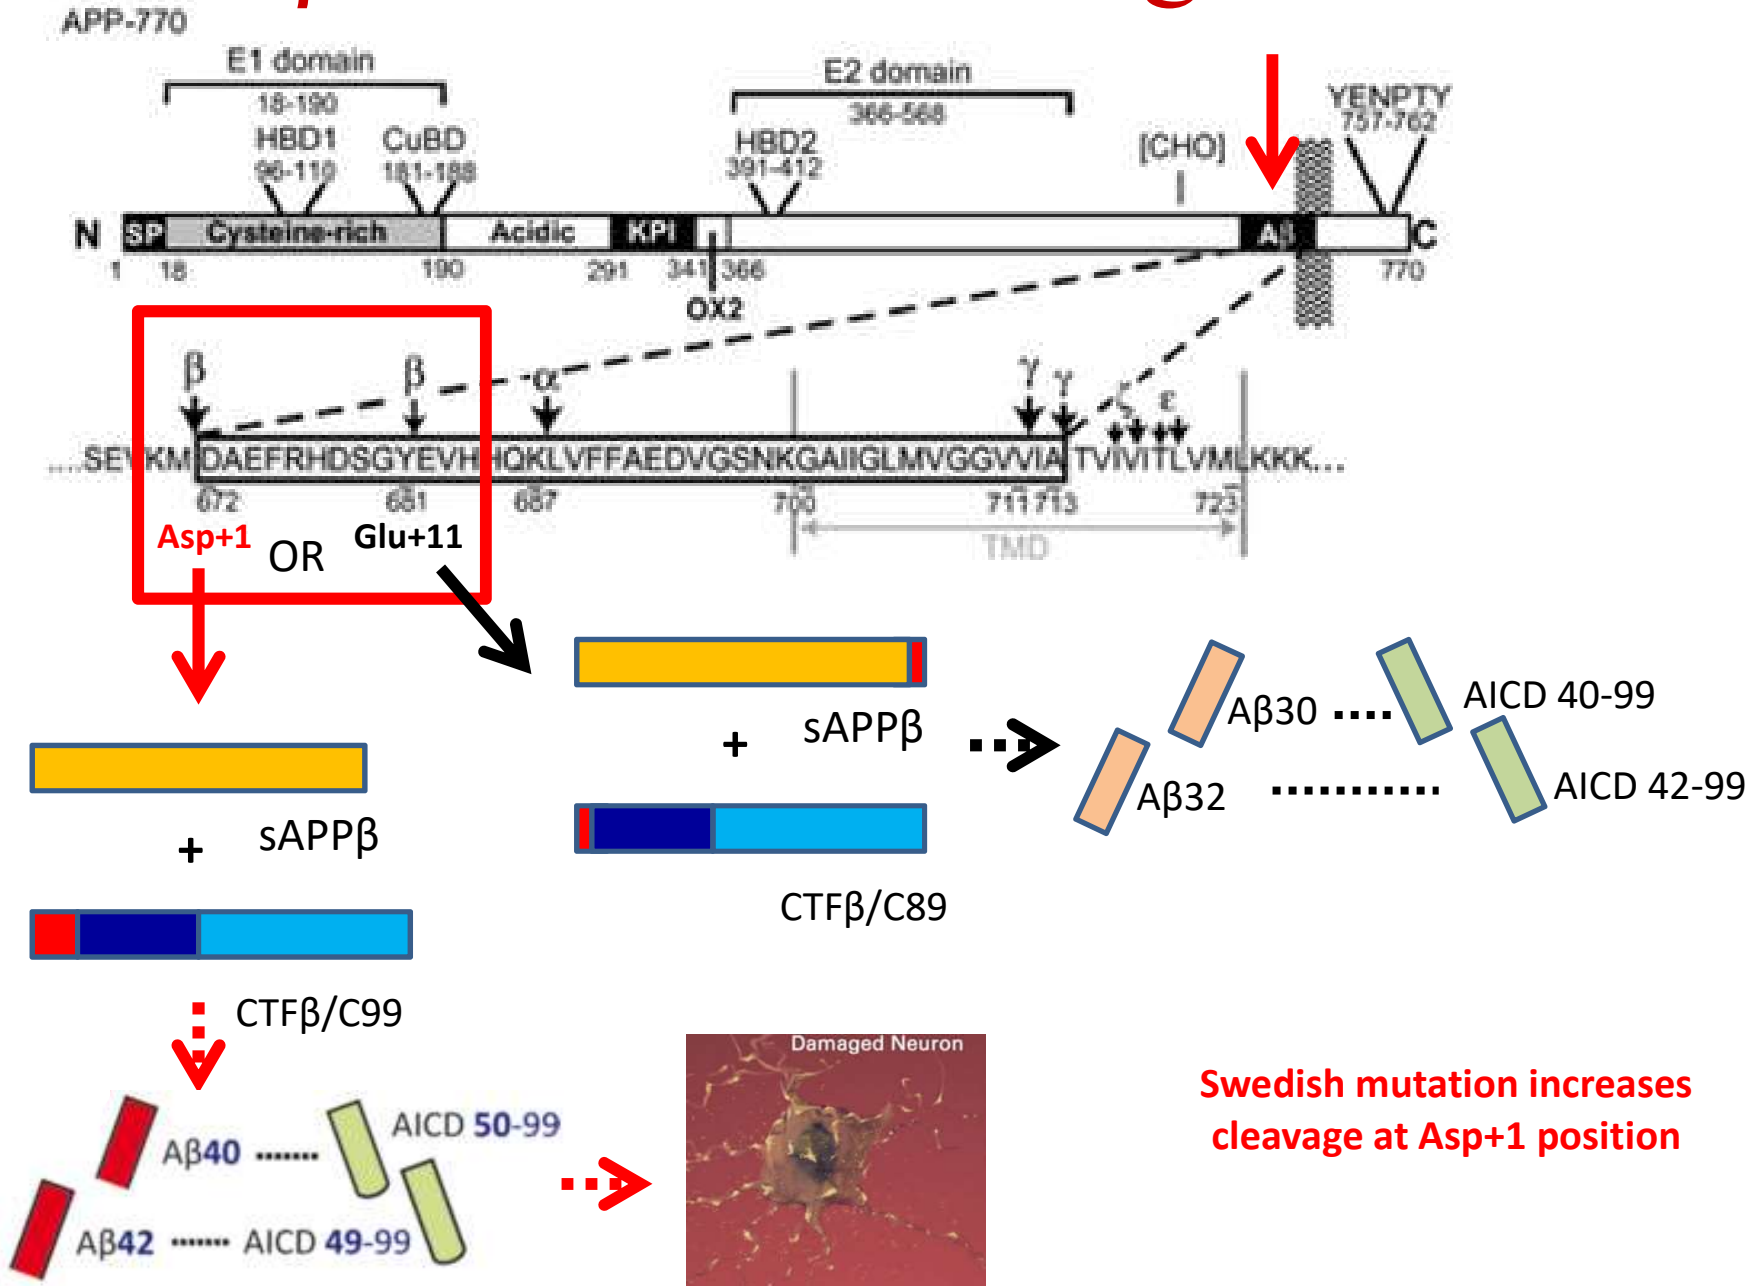 APP-770
E1 domain
18-190
HBD1
96-110
CuBD
181-188
E2 domain
366-568
HBD2
391-412
[CHO]
YENPTY
757-762
N SP Cysteine-rich Acidic KPI Aβ C
1 18 190 291 341 366 770
OX2
β β α γ γ ζ ε
....SEVKMDAEFRHDSGYEVHHQKLVFFAEDVGSNKGAIIGLMVGGVVIATVIVITLVMLKKK...
672 681 687 700 711 713 723
TMD
Asp+1 OR Glu+11
sAPPβ
+
CTFβ/C89
Aβ30 .... AICD 40-99
Aβ32 ........... AICD 42-99
sAPPβ
+
CTFβ/C99
Aβ40 ....... AICD 50-99
Aβ42 ....... AICD 49-99
Damaged Neuron
Swedish mutation increases
cleavage at Asp+1 position